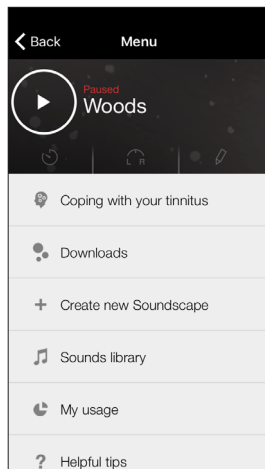 Back
Menu
Paused
Woods
L R
Coping with your tinnitus
Downloads
Create new Soundscape
Sounds library
My usage
Helpful tips